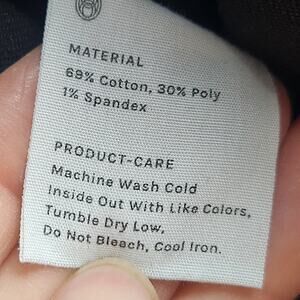 MATERIAL
69% Cotton, 30% Poly
1% Spandex
PRODUCT-CARE
Machine Wash Cold
Inside Out With Like Colors,
Tumble Dry Low,
Do Not Bleach, Cool Iron.